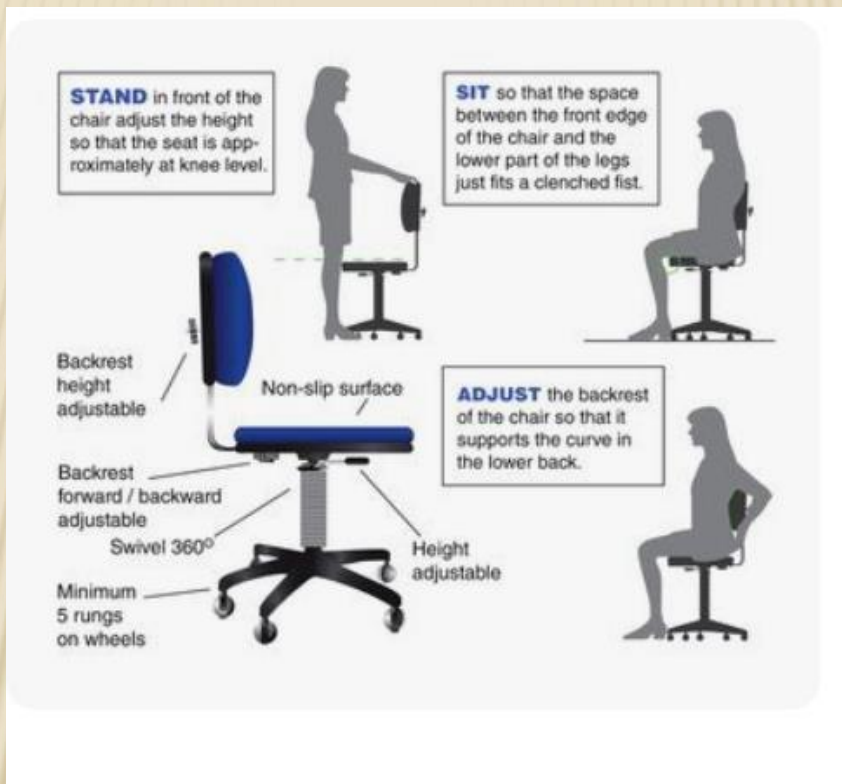 STAND in front of the
chair adjust the height
so that the seat is app-
roximately at knee level.
SIT so that the space
between the front edge
of the chair and the
lower part of the legs
just fits a clenched fist.
Backrest
height
adjustable
Non-slip surface
ADJUST the backrest
of the chair so that it
supports the curve in
the lower back.
Backrest
forward / backward
adjustable
Swivel 360º
Height
adjustable
Minimum
5 rungs
on wheels